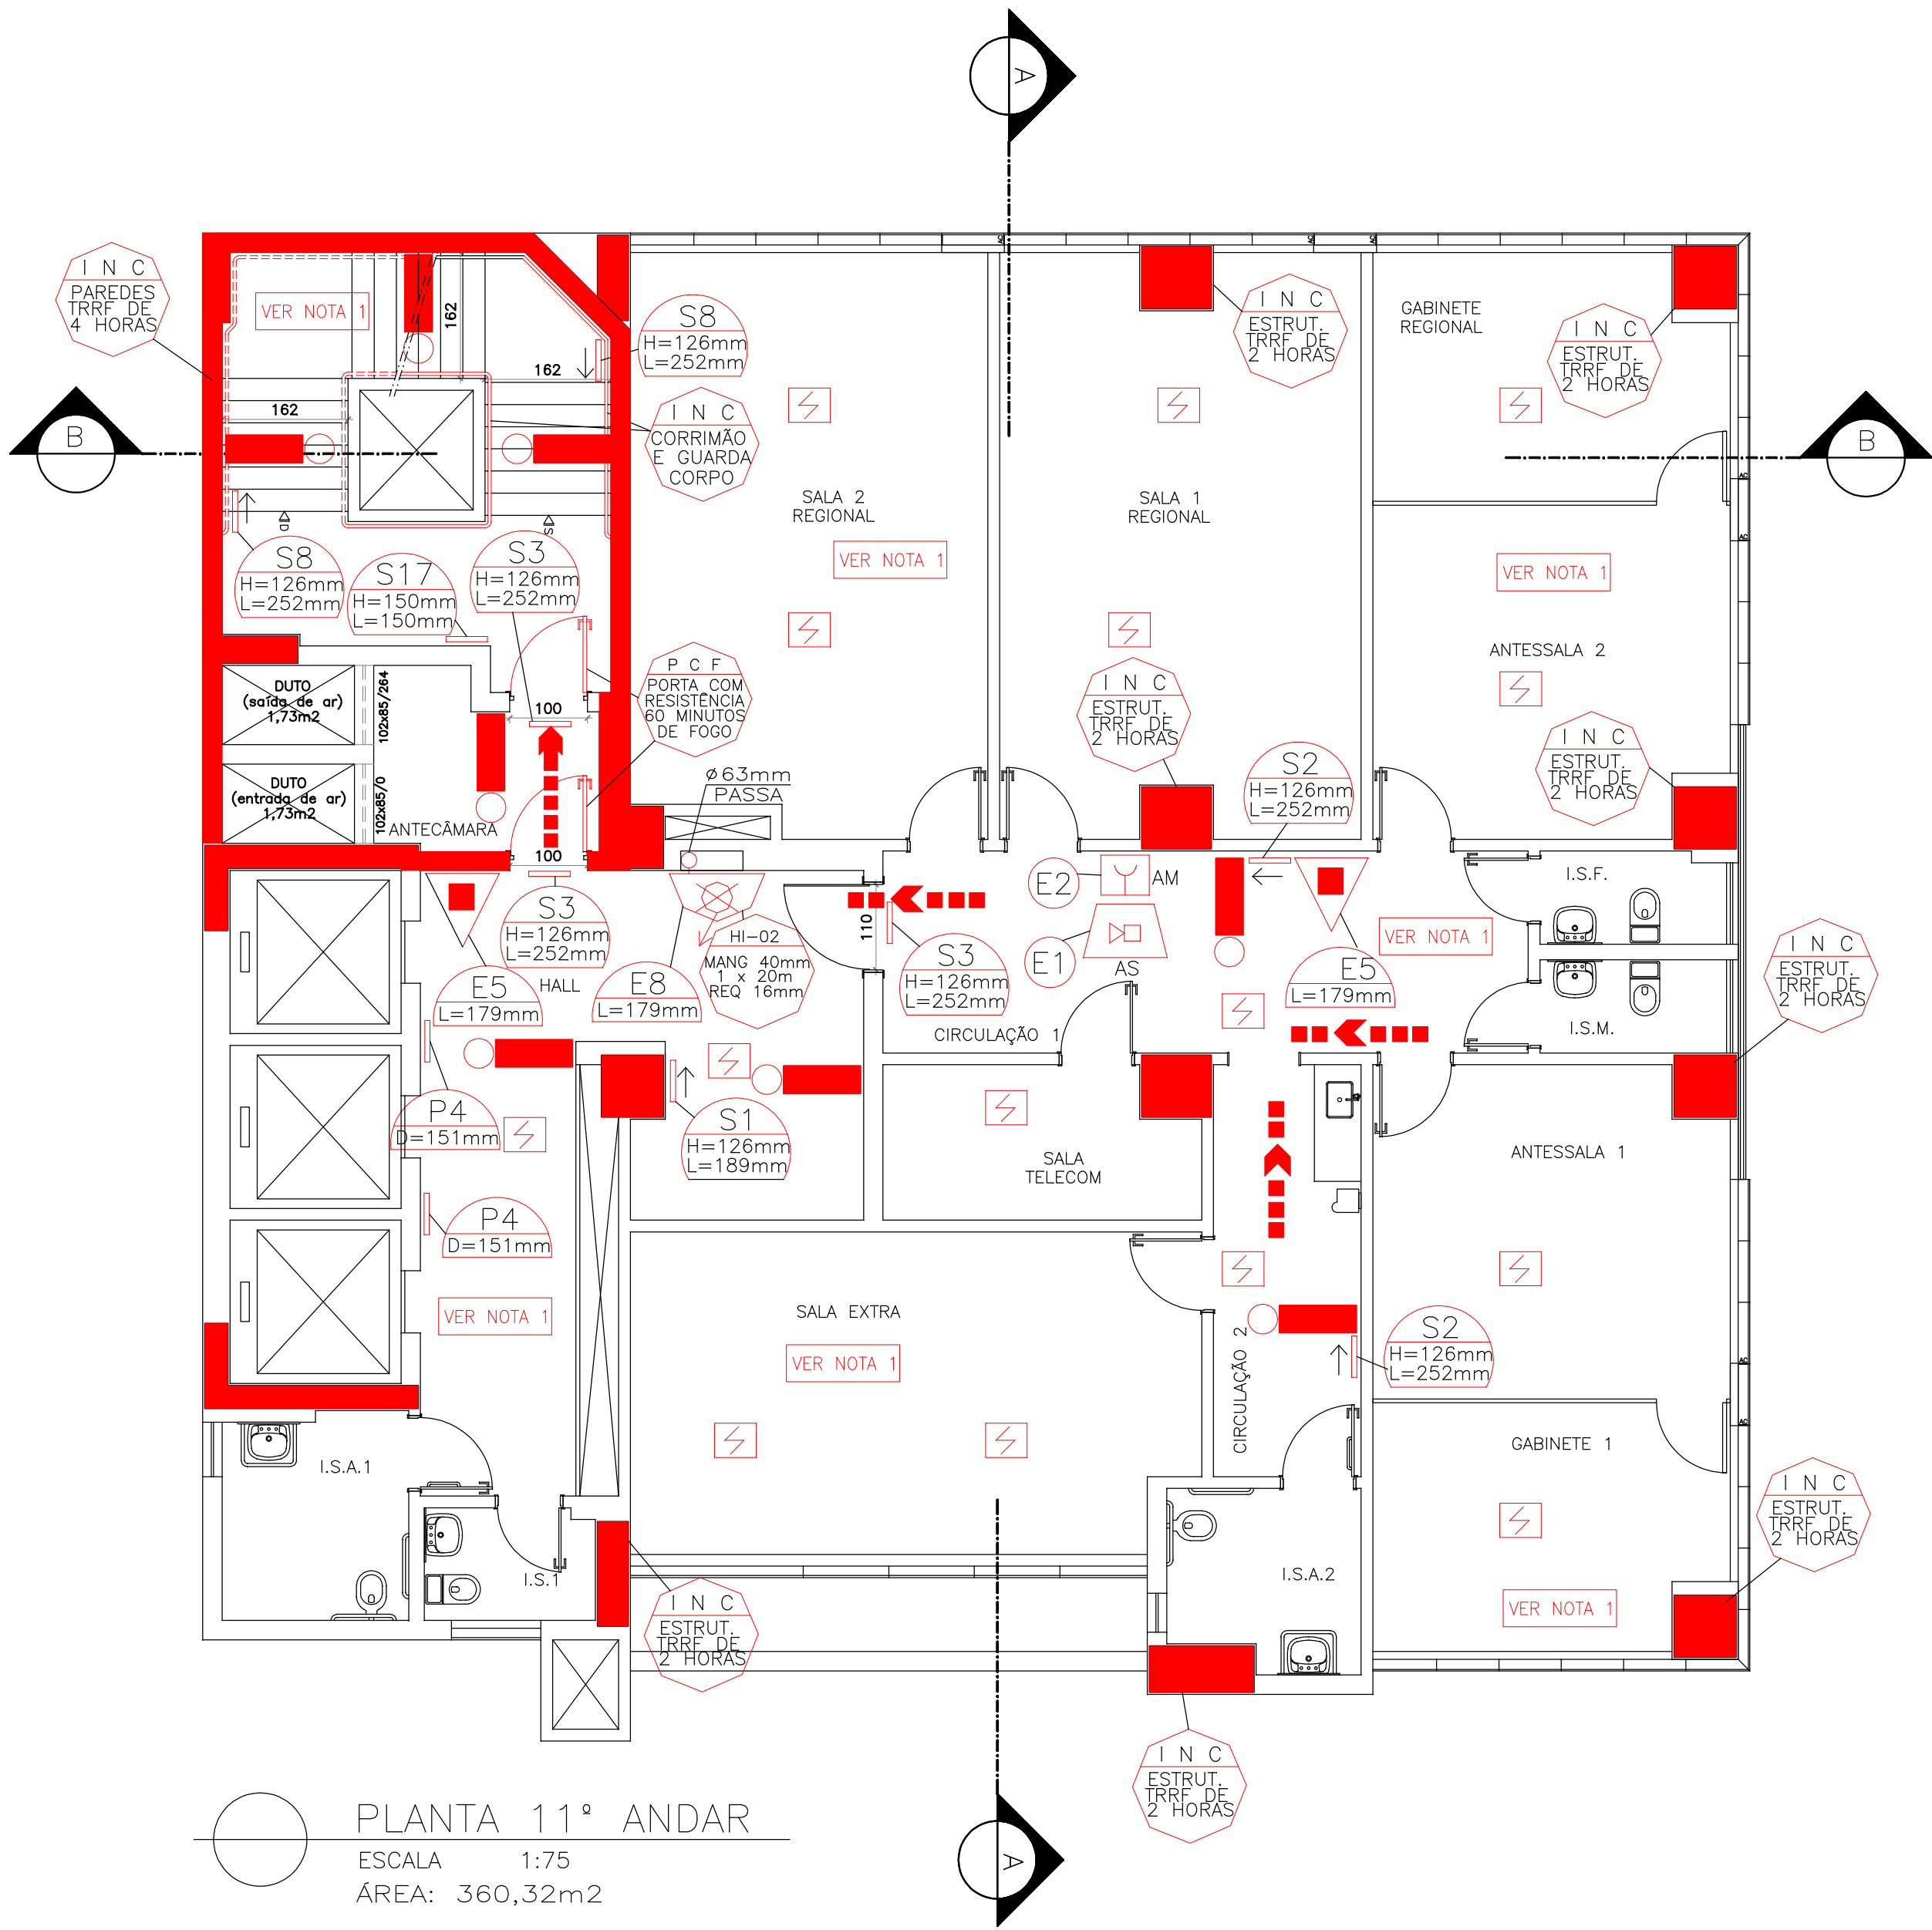 A
I N C
PAREDES
TRRF DE
4 HORAS
VER NOTA 1
162
162
162
S8
H=126mm
L=252mm
I N C
CORRIMÃO
E GUARDA
CORPO
B
AC
AC
AC
I N C
ESTRUT.
TRRF DE
2 HORAS
GABINETE
REGIONAL
I N C
ESTRUT.
TRRF DE
2 HORAS
B
AC
AC
SALA 2
REGIONAL
VER NOTA 1
SALA 1
REGIONAL
VER NOTA 1
ANTESSALA 2
D
S
S8
H=126mm
L=252mm
S17
H=150mm
L=150mm
S3
H=126mm
L=252mm
P C F
PORTA COM
RESISTÊNCIA
60 MINUTOS
DE FOGO
I N C
ESTRUT.
TRRF DE
2 HORAS
I N C
ESTRUT.
TRRF DE
2 HORAS
DUTO
(saída de ar)
1,73m2
102x85/264
100
DUTO
(entrada de ar)
1,73m2
102x85/0
ANTECÂMARA
100
ø63mm
PASSA
S2
H=126mm
L=252mm
E2
AM
E1
AS
I.S.F.
VER NOTA 1
I.S.M.
S3
H=126mm
L=252mm
HALL
E5
L=179mm
E8
L=179mm
HI-02
MANG 40mm
1 x 20m
REQ 16mm
110
S3
H=126mm
L=252mm
CIRCULAÇÃO 1
E5
L=179mm
I N C
ESTRUT.
TRRF DE
2 HORAS
P4
D=151mm
S1
H=126mm
L=189mm
SALA
TELECOM
ANTESSALA 1
P4
D=151mm
VER NOTA 1
SALA EXTRA
VER NOTA 1
CIRCULAÇÃO 2
S2
H=126mm
L=252mm
AC
AC
GABINETE 1
I.S.A.1
I.S.1
I.S.A.2
VER NOTA 1
I N C
ESTRUT.
TRRF DE
2 HORAS
I N C
ESTRUT.
TRRF DE
2 HORAS
I N C
ESTRUT.
TRRF DE
2 HORAS
A
PLANTA 11º ANDAR
ESCALA 1:75
ÁREA: 360,32m2